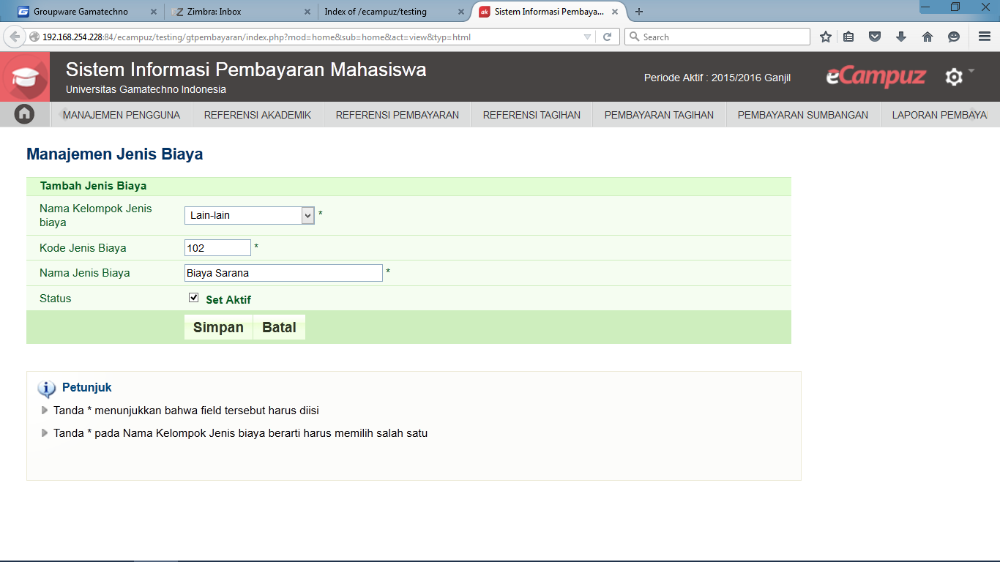 Groupware Gamatechno
Zimbra: Inbox
Index of /ecampuz/testing
Sistem Informasi Pembaya...
192.168.254.228:84/ecampuz/testing/gtpembayaran/index.php?mod=home&sub=home&act=view&typ=html
Search
Sistem Informasi Pembayaran Mahasiswa
Universitas Gamatechno Indonesia
Periode Aktif : 2015/2016 Ganjil
eCampuz
MANAJEMEN PENGGUNA
REFERENSI AKADEMIK
REFERENSI PEMBAYARAN
REFERENSI TAGIHAN
PEMBAYARAN TAGIHAN
PEMBAYARAN SUMBANGAN
LAPORAN PEMBAYA
Manajemen Jenis Biaya
Tambah Jenis Biaya
Nama Kelompok Jenis
biaya
Lain-lain *
Kode Jenis Biaya 102 *
Nama Jenis Biaya Biaya Sarana *
Status Set Aktif
Simpan Batal
Petunjuk
Tanda * menunjukkan bahwa field tersebut harus diisi
Tanda * pada Nama Kelompok Jenis biaya berarti harus memilih salah satu